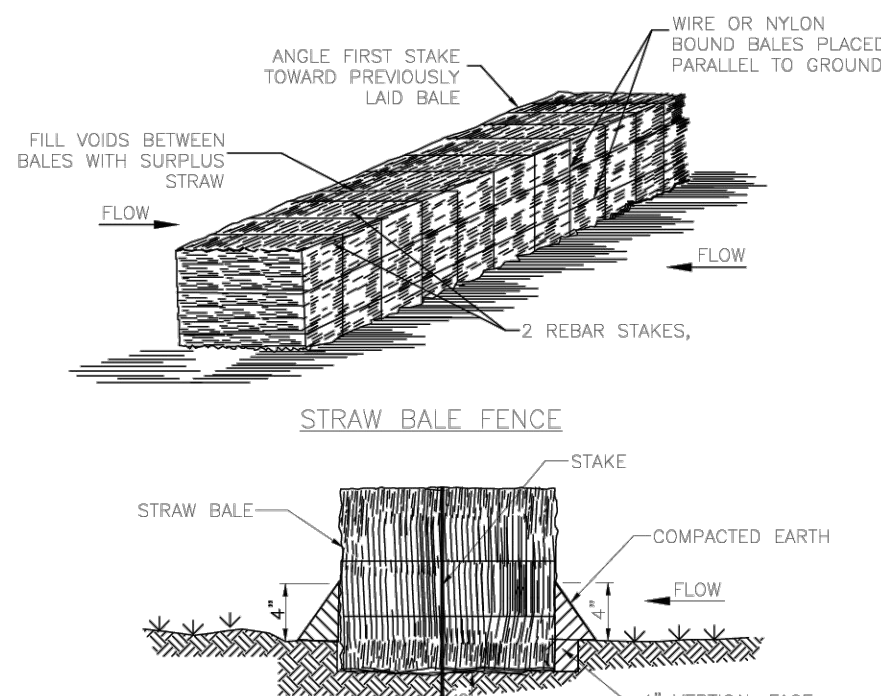 WIRE OR NYLON
BOUND BALES PLACED
PARALLEL TO GROUND
ANGLE FIRST STAKE
TOWARD PREVIOUSLY
LAID BALE
FILL VOIDS BETWEEN
BALES WITH SURPLUS
STRAW
FLOW
FLOW
2 REBAR STAKES,
STRAW BALE FENCE
STAKE
STRAW BALE
COMPACTED EARTH
FLOW
4"
4"
VERTICAL FACE